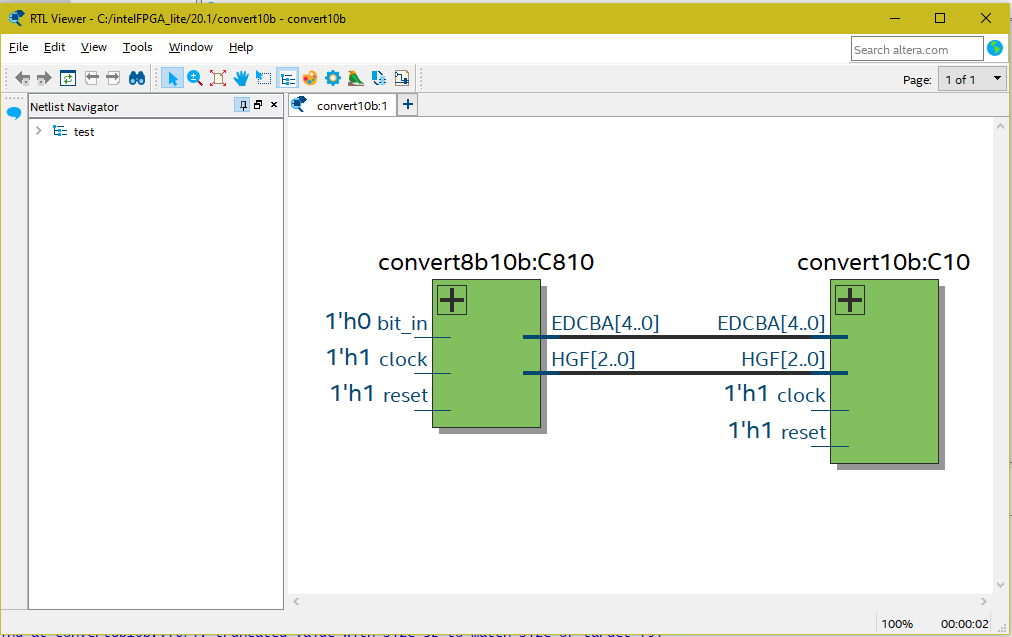 RTL Viewer - C:/intelFPGA_lite/20.1/convert10b - convert10b
File Edit View Tools Window Help
Search altera.com
Page: 1 of 1
Netlist Navigator
convert10b:1
test
convert8b10b:C810
convert10b:C10
1'h0 bit_in
EDCBA[4..0]
EDCBA[4..0]
1'h1 clock
HGF[2..0]
HGF[2..0]
1'h1 reset
1'h1 clock
1'h1 reset
100% 00:00:02